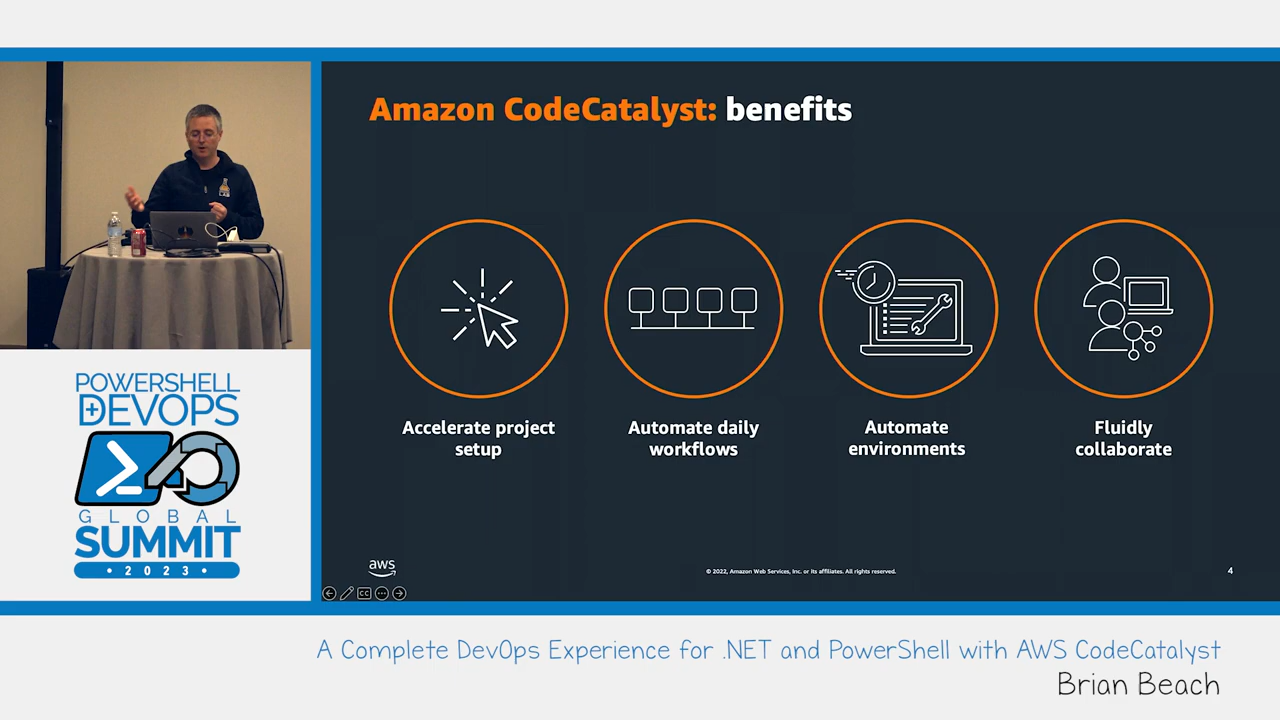 Amazon CodeCatalyst: benefits
Accelerate project
setup
Automate daily
workflows
Automate
environments
Fluidly
collaborate
aws
© 2022, Amazon Web Services, Inc. or its affiliates. All rights reserved.
4
CC
POWERSHELL
+DEVOPS
GLOBAL
SUMMIT
• 2023 •
A Complete DevOps Experience for .NET and PowerShell with AWS CodeCatalyst
Brian Beach